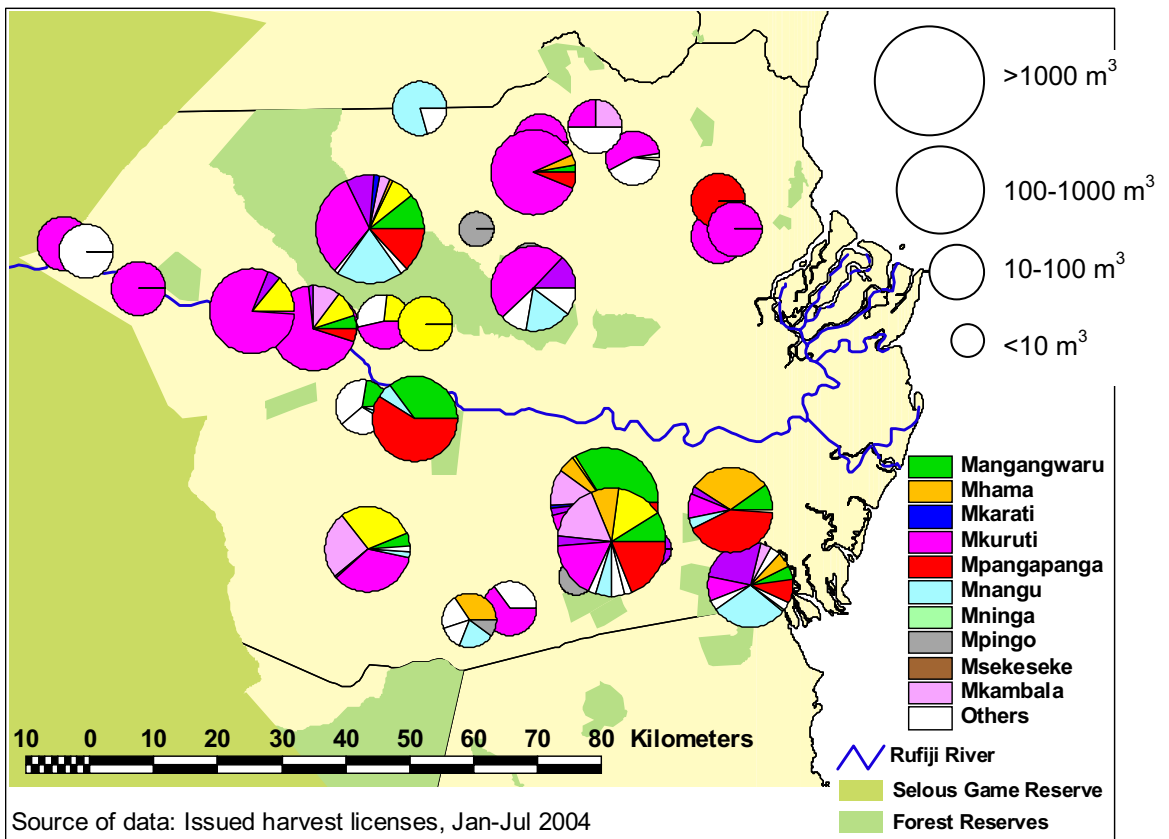 >1000 m³
100-1000 m³
10-100 m³
<10 m³
Mangangwaru
Mhama
Mkarati
Mkuruti
Mpangapanga
Mnangu
Mninga
Mpingo
Msekeseke
Mkambala
Others
10 0 10 20 30 40 50 60 70 80 Kilometers
Rufiji River
Selous Game Reserve
Forest Reserves
Source of data: Issued harvest licenses, Jan-Jul 2004